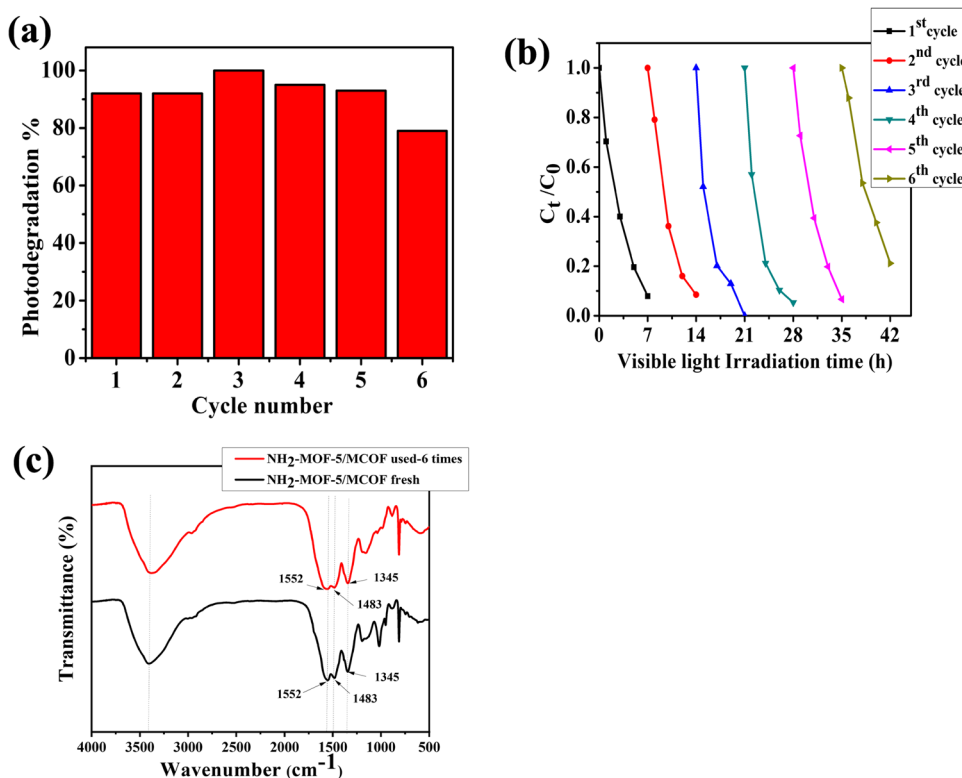 (a)
100
80
60
40
20
0
Photodegradation %
1 2 3 4 5 6
Cycle number
(b)
1st cycle
2nd cycle
3rd cycle
4th cycle
5th cycle
6th cycle
1.0
0.8
0.6
0.4
0.2
0.0
Ct /C0
0 7 14 21 28 35 42
Visible light Irradiation time (h)
(c)
NH2-MOF-5/MCOF used-6 times
NH2-MOF-5/MCOF fresh
Transmittance (%)
1552
1483
1345
1552
1483
1345
4000 3500 3000 2500 2000 1500 1000 500
Wavenumber (cm-1)